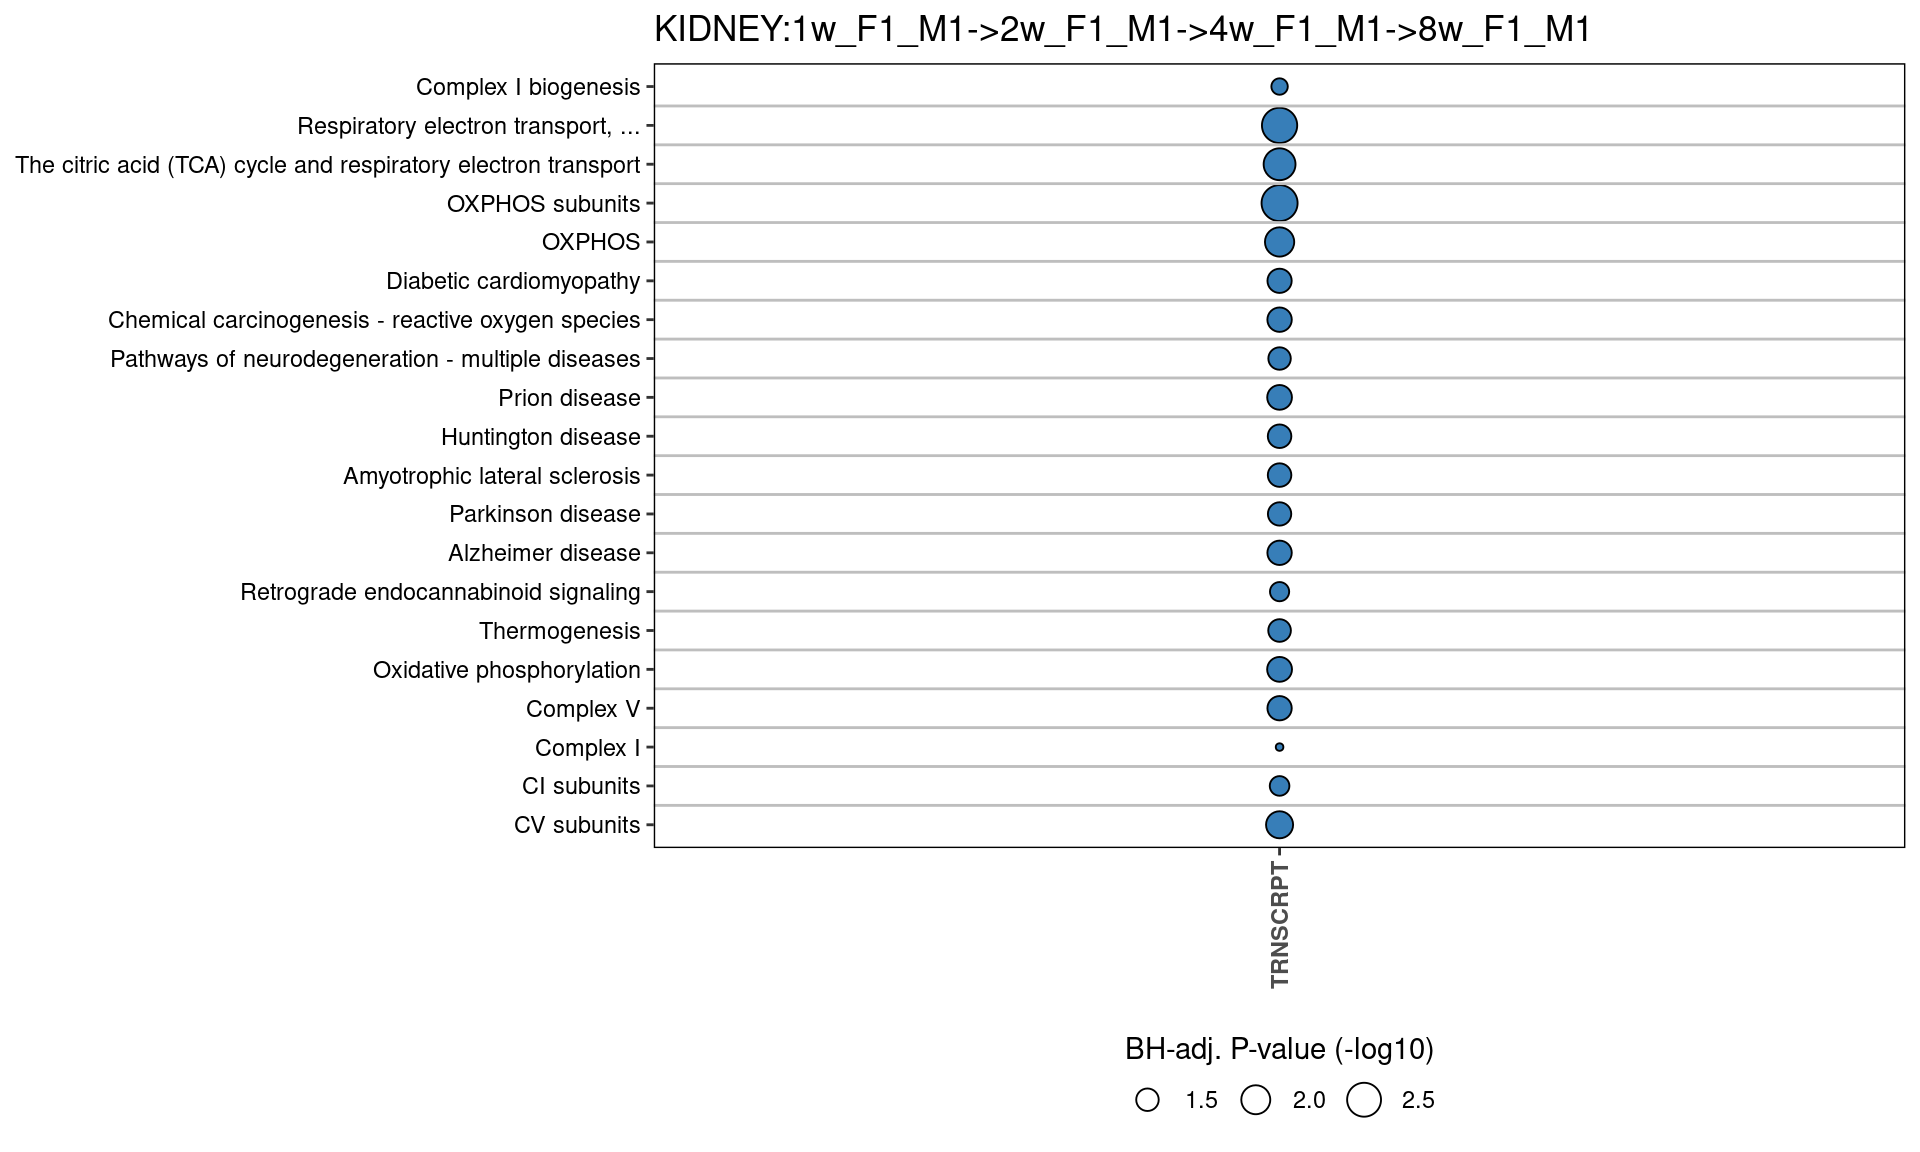 KIDNEY:1w_F1_M1->2w_F1_M1->4w_F1_M1->8w_F1_M1
Complex I biogenesis
Respiratory electron transport, ...
The citric acid (TCA) cycle and respiratory electron transport
OXPHOS subunits
OXPHOS
Diabetic cardiomyopathy
Chemical carcinogenesis - reactive oxygen species
Pathways of neurodegeneration - multiple diseases
Prion disease
Huntington disease
Amyotrophic lateral sclerosis
Parkinson disease
Alzheimer disease
Retrograde endocannabinoid signaling
Thermogenesis
Oxidative phosphorylation
Complex V
Complex I
CI subunits
CV subunits
TRNSCRPT
BH-adj. P-value (-log10)
1.5 2.0 2.5